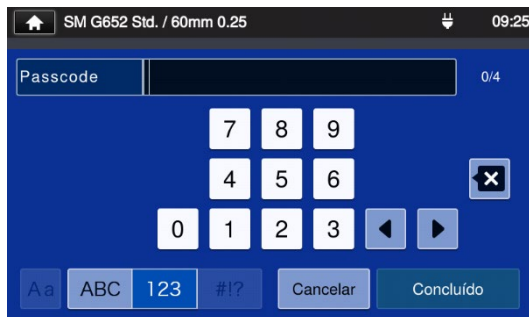 SM G652 Std. / 60mm 0.25 09:25
Passcode 0/4
7 8 9
4 5 6
0 1 2 3
Aa ABC 123 #!? Cancelar Concluído